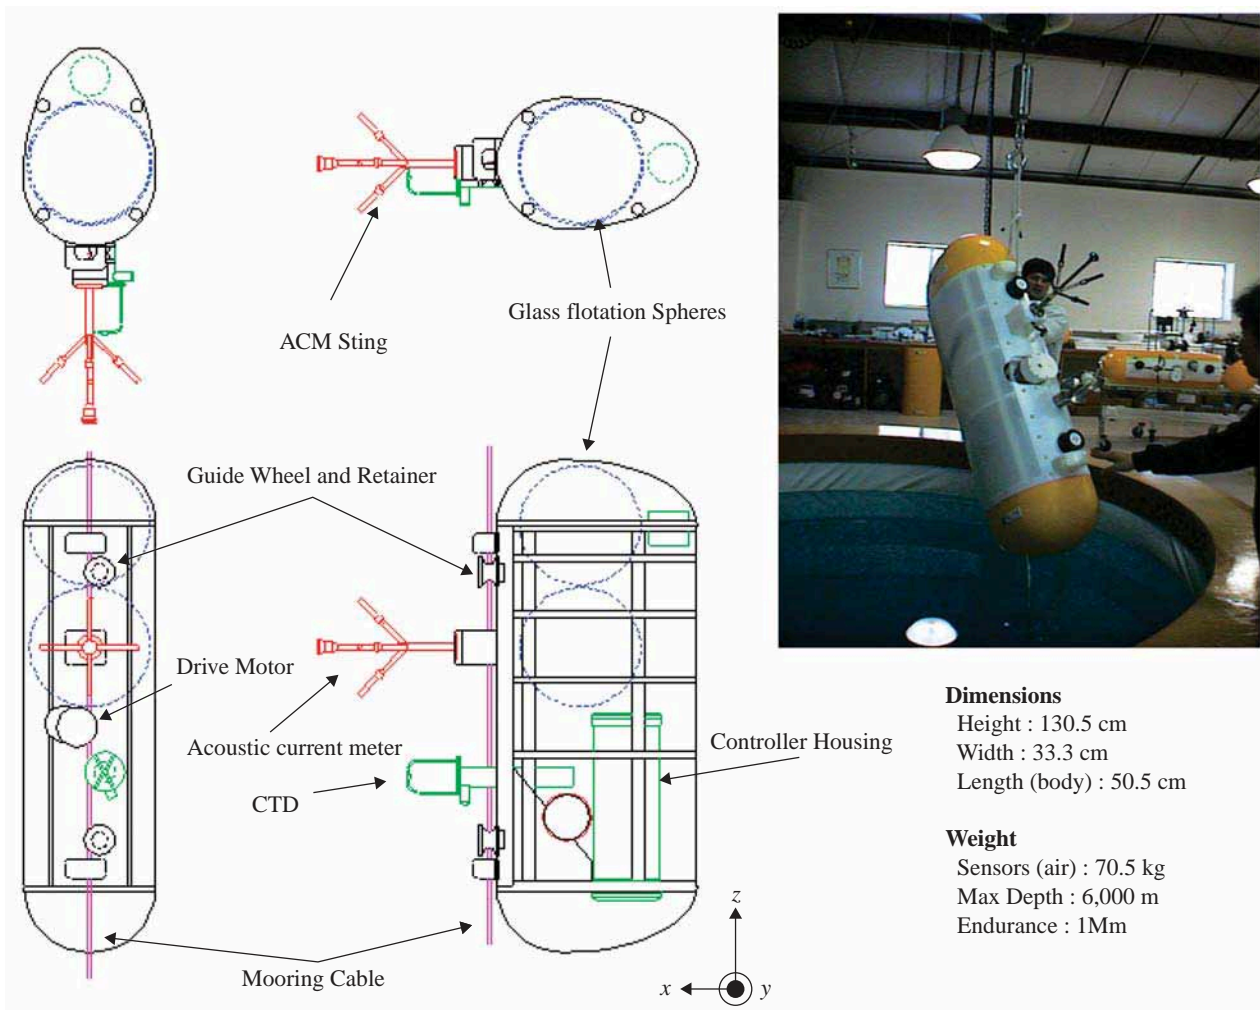 ACM Sting
Glass flotation Spheres
Guide Wheel and Retainer
Drive Motor
Acoustic current meter
CTD
Controller Housing
Mooring Cable
z
x
y
Dimensions
Height : 130.5 cm
Width : 33.3 cm
Length (body) : 50.5 cm
Weight
Sensors (air) : 70.5 kg
Max Depth : 6,000 m
Endurance : 1Mm